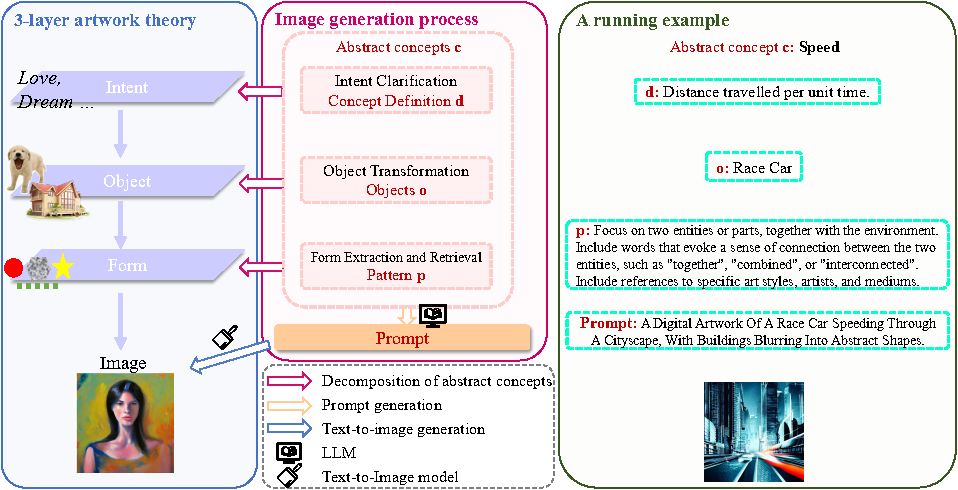 3-layer artwork theory
Love,
Dream ...
Intent
Object
Form
Image
Image generation process
Abstract concepts c
Intent Clarification
Concept Definition d
Object Transformation
Objects o
Form Extraction and Retrieval
Pattern p
Prompt
Decomposition of abstract concepts
Prompt generation
Text-to-image generation
LLM
Text-to-Image model
A running example
Abstract concept c: Speed
d: Distance travelled per unit time.
o: Race Car
p: Focus on two entities or parts, together with the environment.
Include words that evoke a sense of connection between the two
entities, such as "together", "combined", or "interconnected".
Include references to specific art styles, artists, and mediums.
Prompt: A Digital Artwork Of A Race Car Speeding Through
A Cityscape, With Buildings Blurring Into Abstract Shapes.